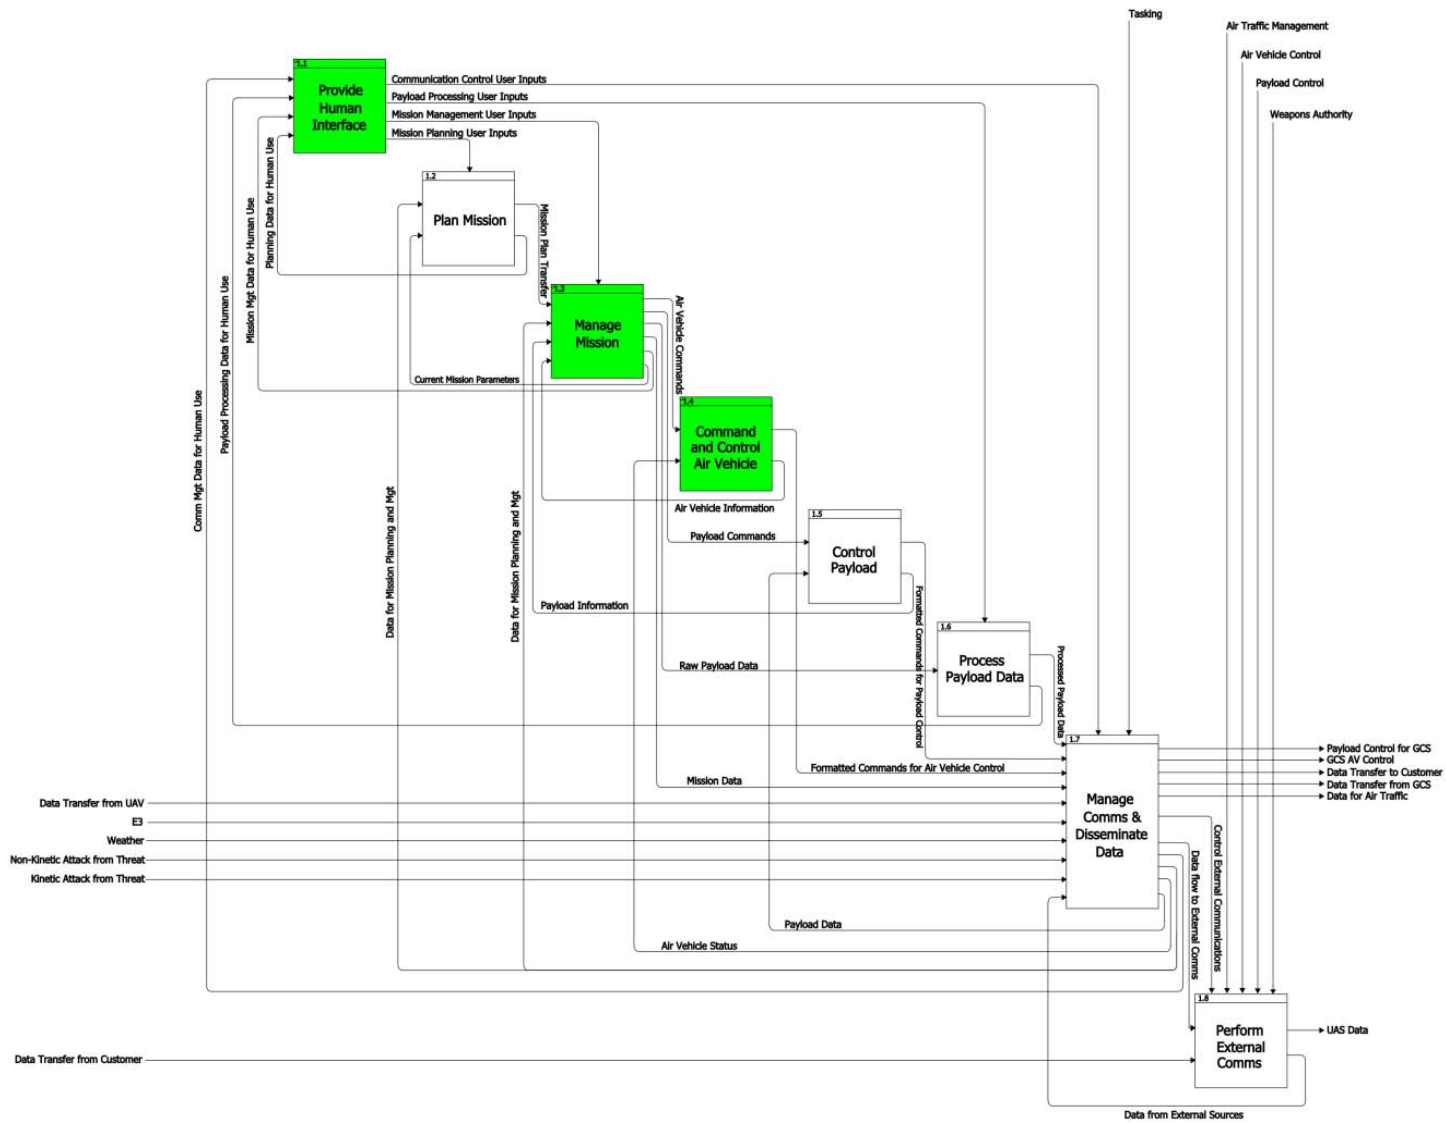 Tasking
Air Traffic Management
Air Vehicle Control
Payload Control
Weapons Authority
1.1
Provide
Human
Interface
Communication Control User Inputs
Payload Processing User Inputs
Mission Management User Inputs
Mission Planning User Inputs
Planning Data for Human Use
Mission Mgt Data for Human Use
Payload Processing Data for Human Use
Comm Mgt Data for Human Use
1.2
Plan Mission
Mission Plan Transfer
1.3
Manage
Mission
Air Vehicle Commands
Current Mission Parameters
1.4
Command
and Control
Air Vehicle
Air Vehicle Information
Data for Mission Planning and Mgt
Data for Mission Planning and Mgt
1.5
Control
Payload
Payload Commands
Payload Information
Formatted Commands for Payload Control
1.6
Process
Payload Data
Raw Payload Data
Processed Payload Data
1.7
Manage
Comms &
Disseminate
Data
Formatted Commands for Air Vehicle Control
Mission Data
Payload Control for GCS
GCS AV Control
Data Transfer to Customer
Data Transfer from GCS
Data for Air Traffic
Data Transfer from UAV
E3
Weather
Non-Kinetic Attack from Threat
Kinetic Attack from Threat
Control External Communications
Data flow to External Comms
Payload Data
Air Vehicle Status
1.8
Perform
External
Comms
UAS Data
Data Transfer from Customer
Data from External Sources